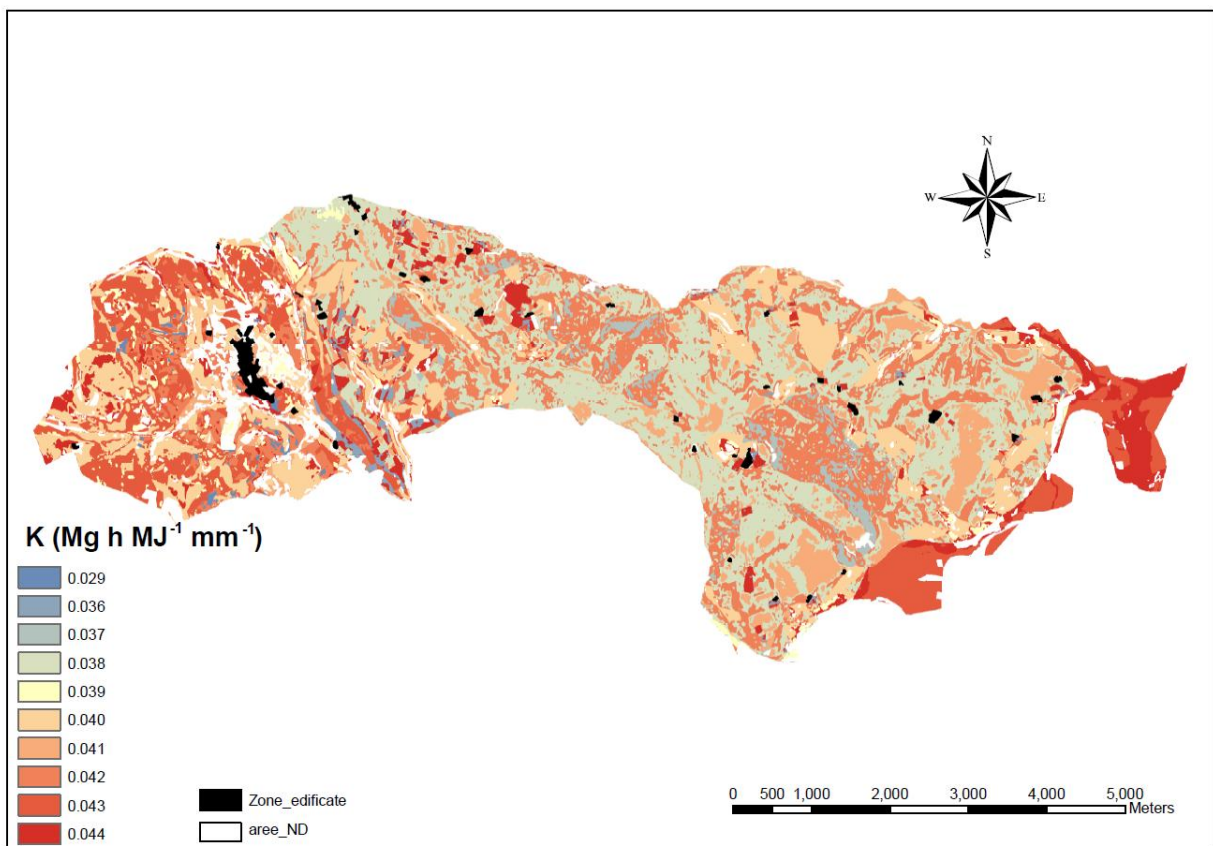 N
W E
S
K (Mg h MJ⁻¹ mm⁻¹)
0.029
0.036
0.037
0.038
0.039
0.040
0.041
0.042
0.043
0.044
Zone_edificate
aree_ND
0 500 1,000 2,000 3,000 4,000 5,000
Meters